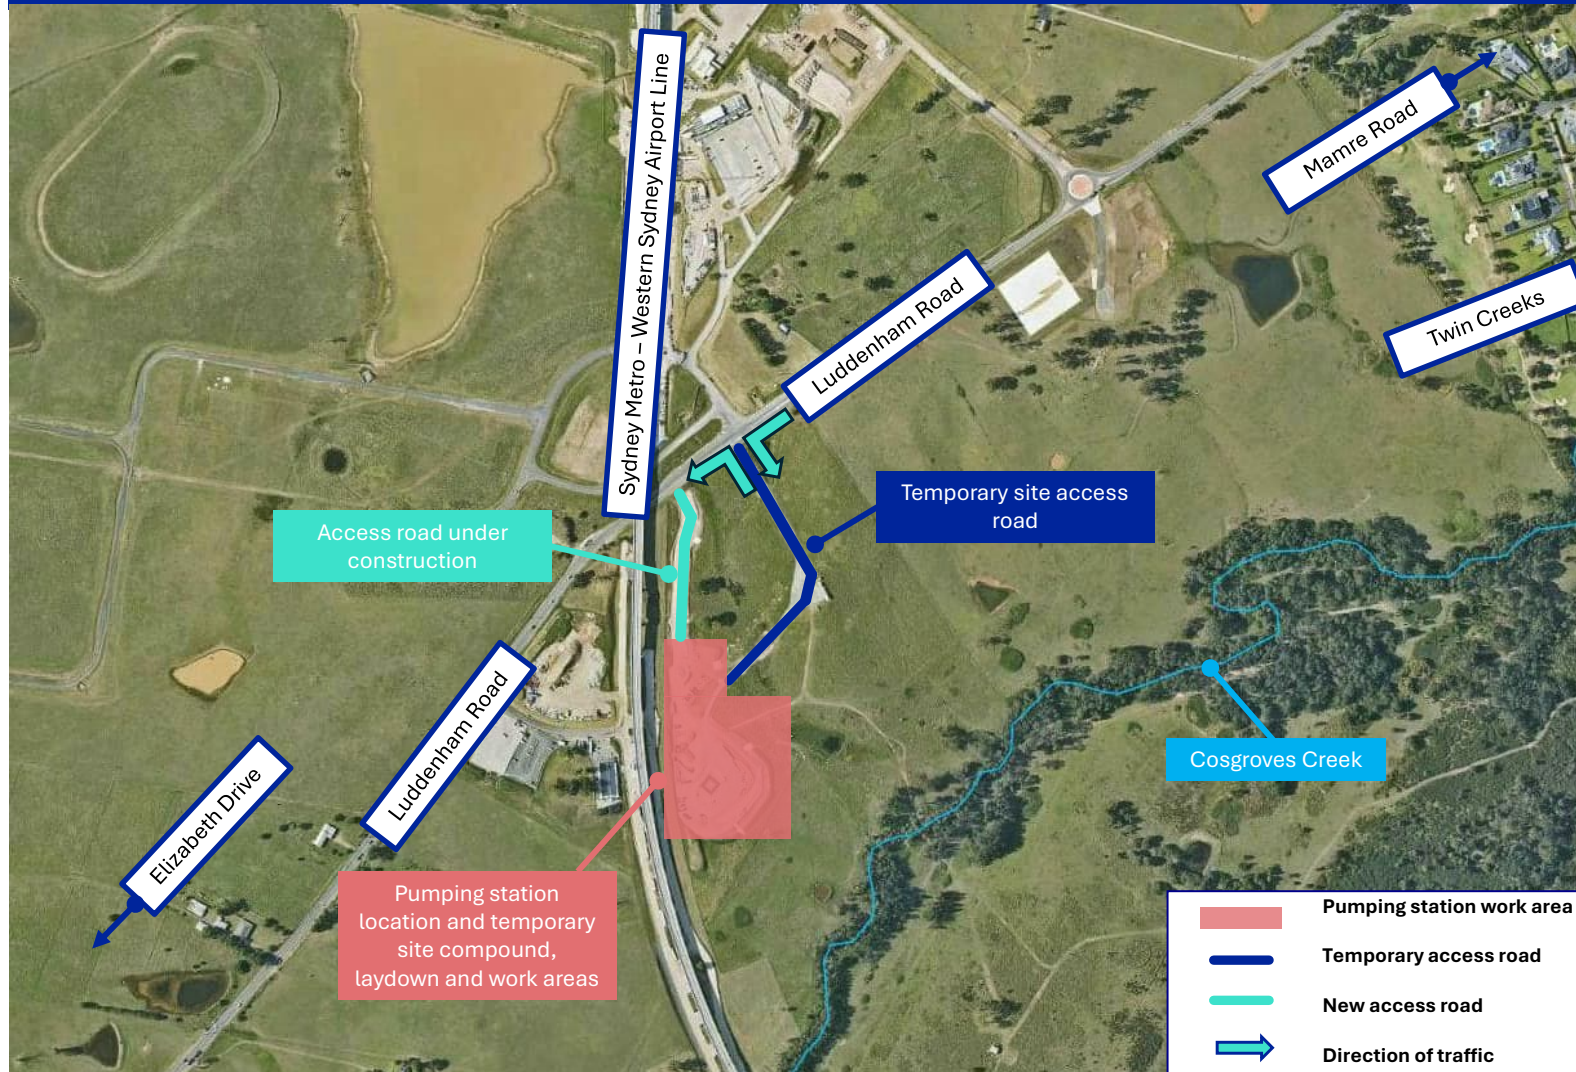 Sydney Metro – Western Sydney Airport Line
Mamre Road
Luddenham Road
Twin Creeks
Temporary site access
road
Access road under
construction
Luddenham Road
Cosgroves Creek
Elizabeth Drive
Pumping station
location and temporary
site compound,
laydown and work areas
Pumping station work area
Temporary access road
New access road
Direction of traffic